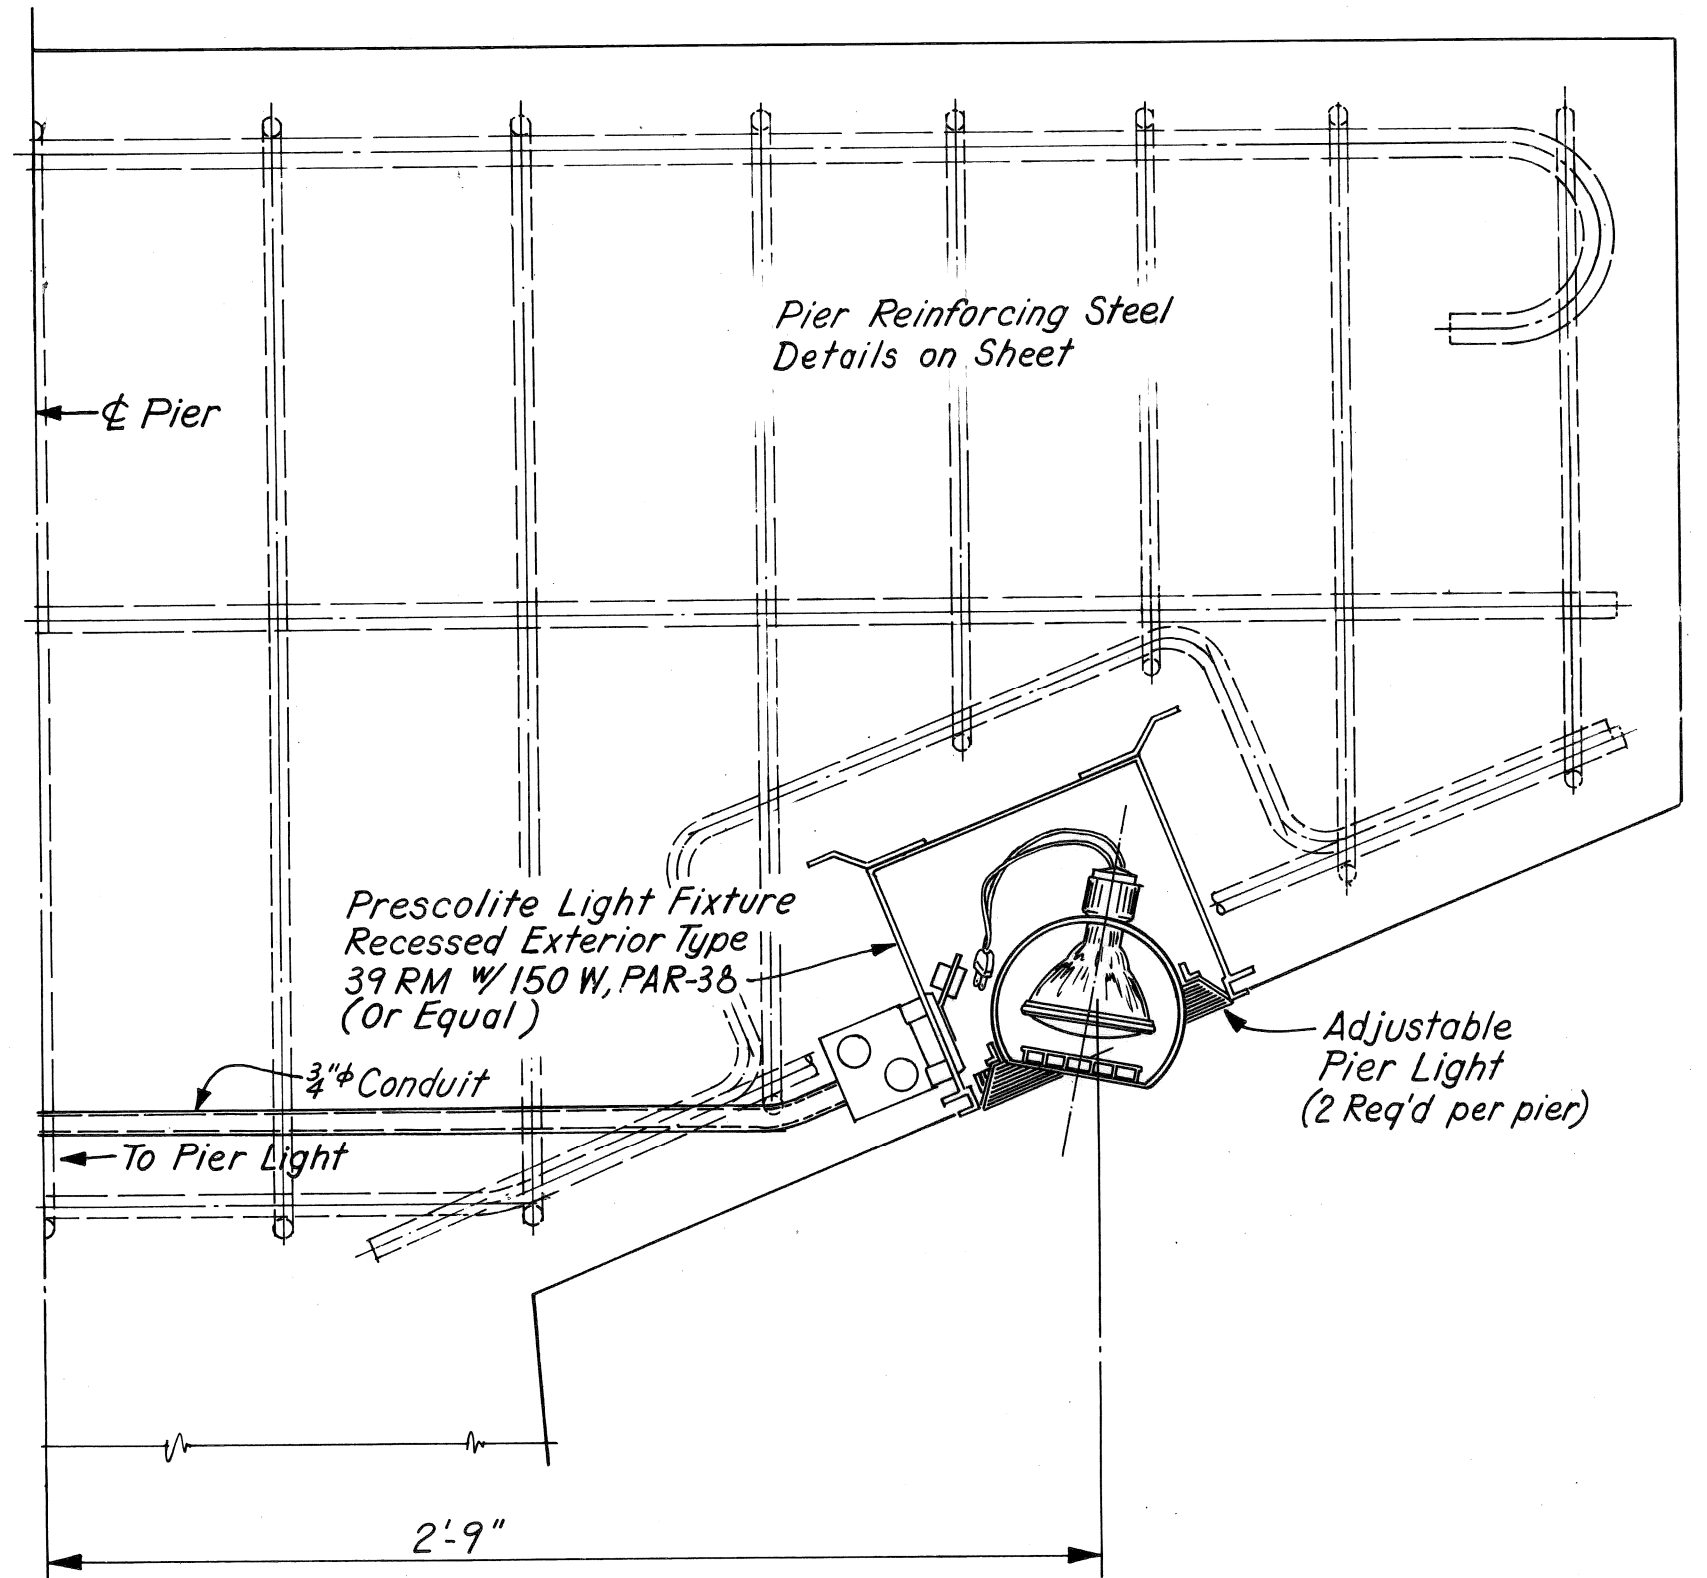 Pier Reinforcing Steel
Details on Sheet
℄ Pier
Prescolite Light Fixture
Recessed Exterior Type
39 RM w/ 150 W, PAR-38
(Or Equal)
3/4"ϕ Conduit
To Pier Light
Adjustable
Pier Light
(2 Req'd per pier)
2'-9"